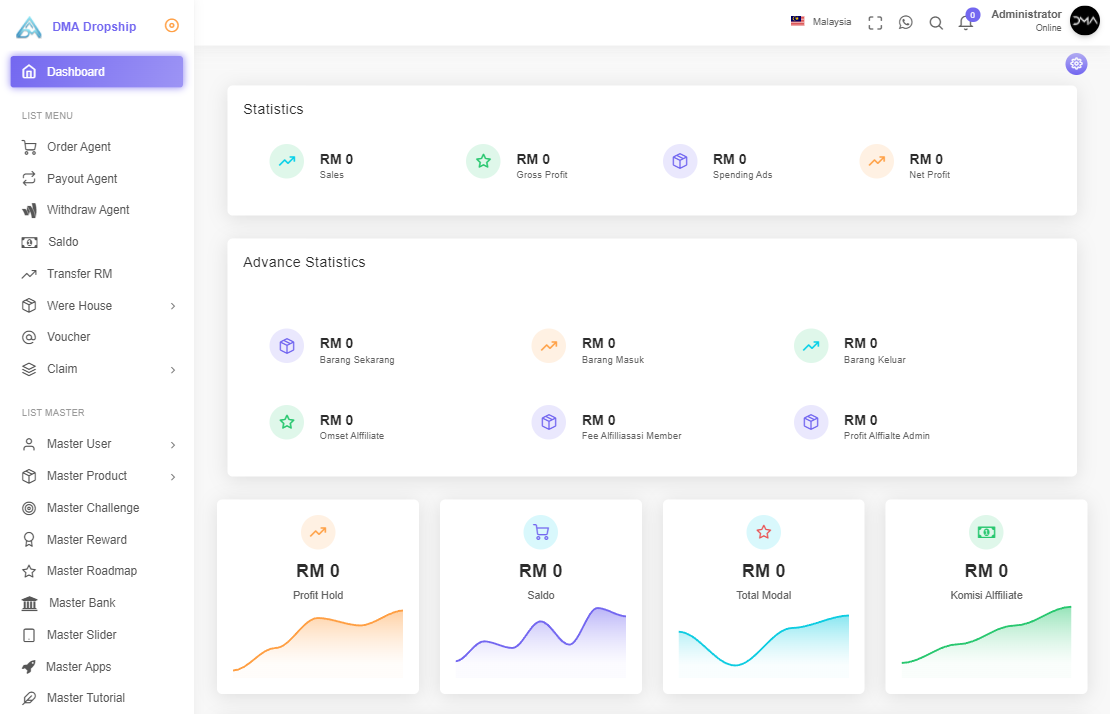 DMA Dropship
Malaysia
0
Administrator
Online
DMA
Dashboard
LIST MENU
Order Agent
Payout Agent
Withdraw Agent
Saldo
Transfer RM
Were House
Voucher
Claim
LIST MASTER
Master User
Master Product
Master Challenge
Master Reward
Master Roadmap
Master Bank
Master Slider
Master Apps
Master Tutorial
Statistics
RM 0
Sales
RM 0
Gross Profit
RM 0
Spending Ads
RM 0
Net Profit
Advance Statistics
RM 0
Barang Sekarang
RM 0
Barang Masuk
RM 0
Barang Keluar
RM 0
Omset Alffiliate
RM 0
Fee Alfilliasasi Member
RM 0
Profit Alffialte Admin
RM 0
Profit Hold
RM 0
Saldo
RM 0
Total Modal
RM 0
Komisi Alffiliate